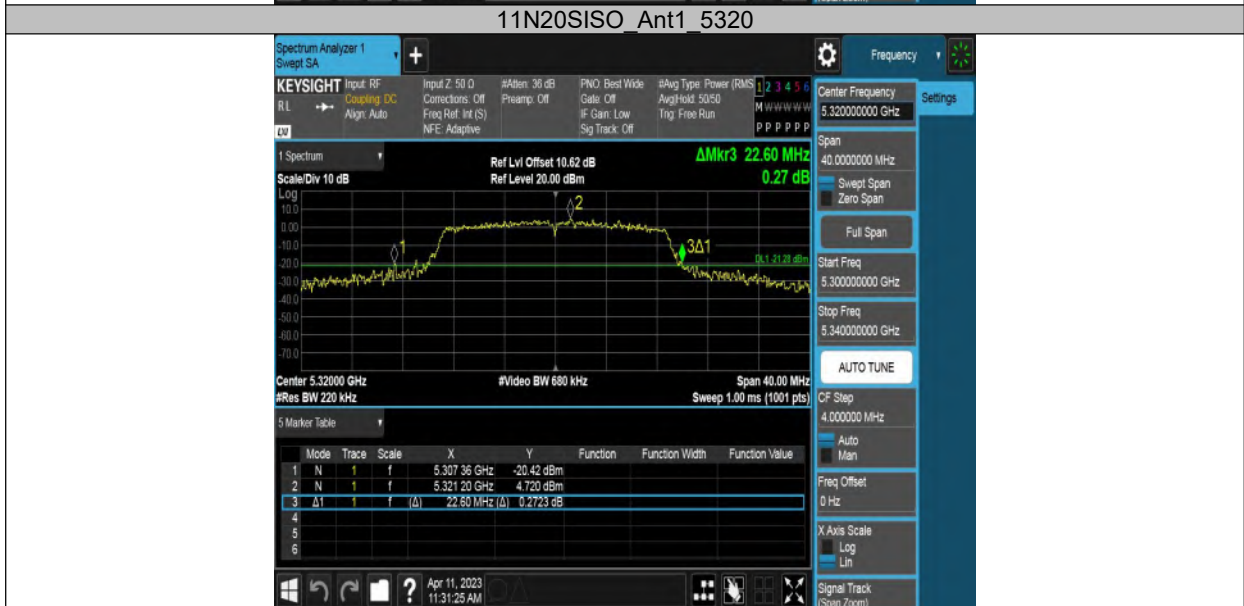 11N20SISO_Ant1_5320
Spectrum Analyzer 1
Swept SA
Frequency
KEYSIGHT
Input: RF
Input Z: 50 Ω
#Atten: 36 dB
PNO: Best Wide
#Avg Type: Power (RMS
1 2 3 4 5 6
R L
Coupling: DC
Corrections: Off
Preamp: Off
Gate: Off
Avg|Hold: 50/50
M W W W W W
Align: Auto
Freq Ref: Int (S)
IF Gain: Low
Trig: Free Run
NFE: Adaptive
Sig Track: Off
P P P P P P
1 Spectrum
Ref Lvl Offset 10.62 dB
ΔMkr3 22.60 MHz
Scale/Div 10 dB
Ref Level 20.00 dBm
0.27 dB
Log
10.0
0.00
-10.0
-20.0
-30.0
-40.0
-50.0
-60.0
-70.0
1
2
3Δ1
DL1 -21.28 dBm
Center 5.32000 GHz
#Video BW 680 kHz
Span 40.00 MHz
#Res BW 220 kHz
Sweep 1.00 ms (1001 pts)
5 Marker Table
Mode Trace Scale X Y Function Function Width Function Value
1 N 1 f 5.307 36 GHz -20.42 dBm
2 N 1 f 5.321 20 GHz 4.720 dBm
3 Δ1 1 f (Δ) 22.60 MHz (Δ) 0.2723 dB
4
5
6
?
Apr 11, 2023
11:31:25 AM
Center Frequency
5.320000000 GHz
Settings
Span
40.0000000 MHz
Swept Span
Zero Span
Full Span
Start Freq
5.300000000 GHz
Stop Freq
5.340000000 GHz
AUTO TUNE
CF Step
4.000000 MHz
Auto
Man
Freq Offset
0 Hz
X Axis Scale
Log
Lin
Signal Track
(Span Zoom)